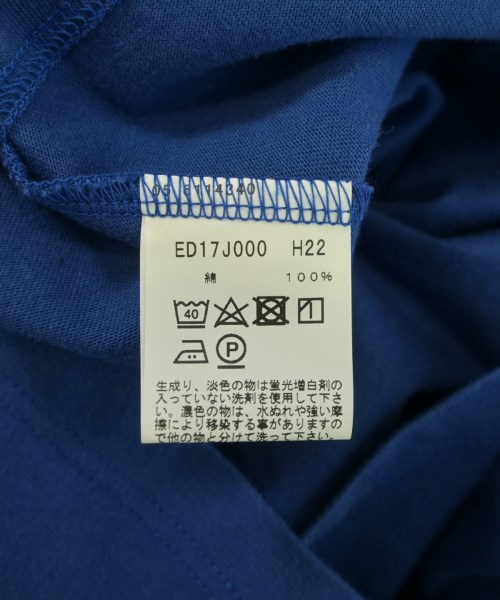 05 5114340
ED17J000 H22
綿 100%
40
P
生成り、淡色の物は蛍光増白剤の
入っていない洗剤を使用して下さ
い。濃色の物は、水ぬれや強い摩
擦により移染する事がありますの
で他の物と分けて洗って下さい。